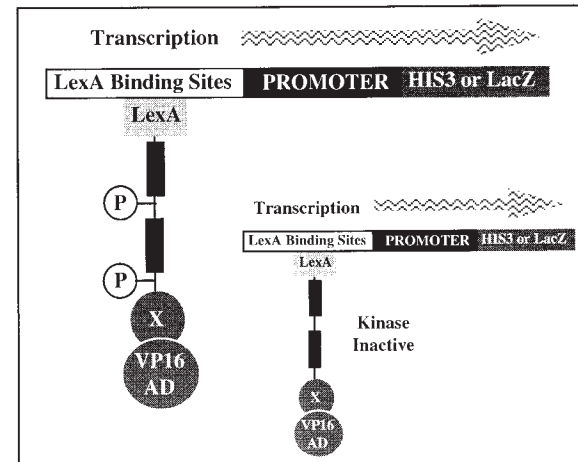 Transcription
LexA Binding Sites PROMOTER HIS3 or LacZ
LexA
P
P
X
VP16
AD
Transcription
LexA Binding Sites PROMOTER HIS3 or LacZ
LexA
Kinase
Inactive
X
VP16
AD